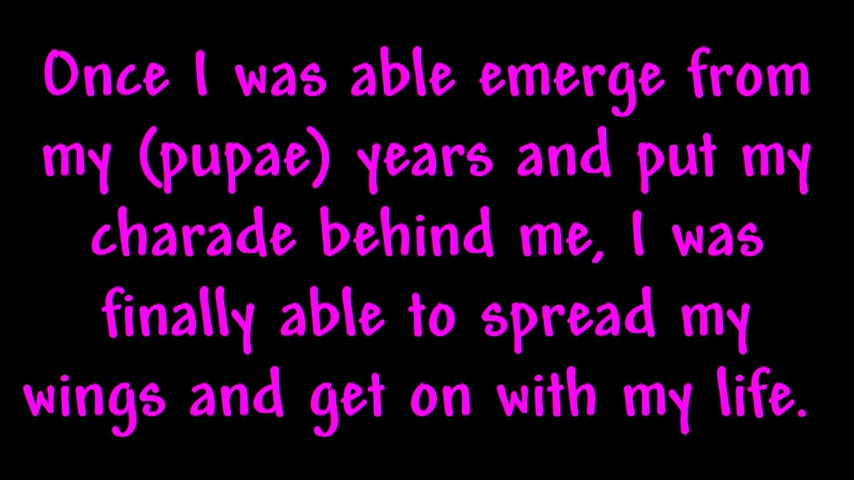 Once I was able emerge from
my (pupae) years and put my
charade behind me, I was
finally able to spread my
wings and get on with my life.